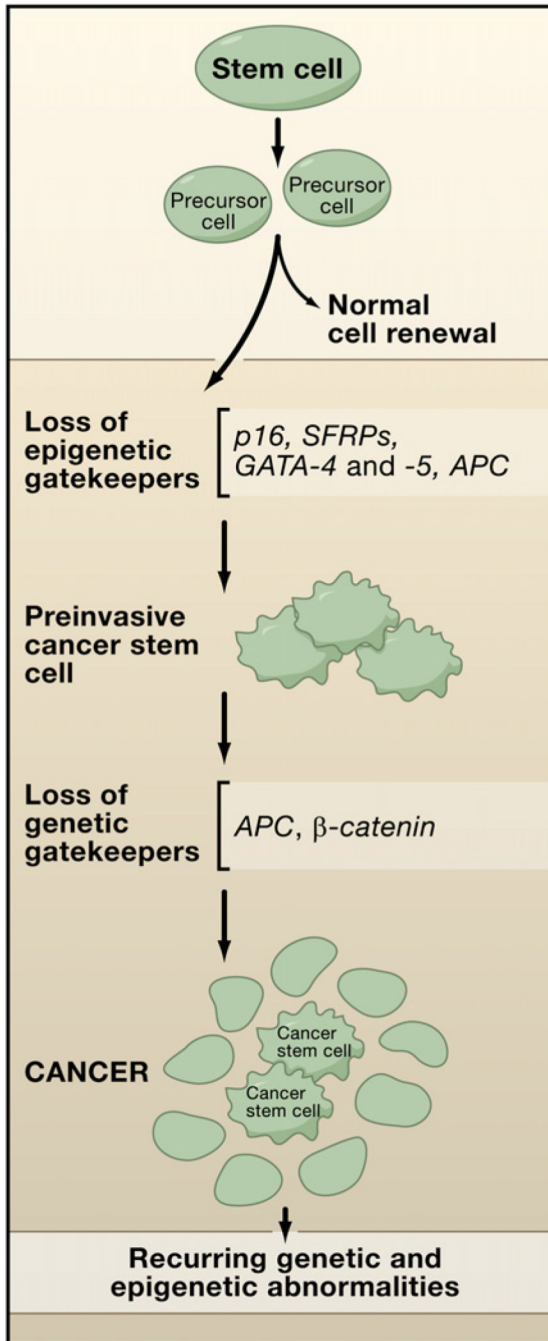 Stem cell
Precursor
cell
Precursor
cell
Normal
cell renewal
Loss of
epigenetic
gatekeepers
p16, SFRPs,
GATA-4 and -5, APC
Preinvasive
cancer stem
cell
Loss of
genetic
gatekeepers
APC, β-catenin
CANCER
Cancer
stem cell
Cancer
stem cell
Recurring genetic and
epigenetic abnormalities